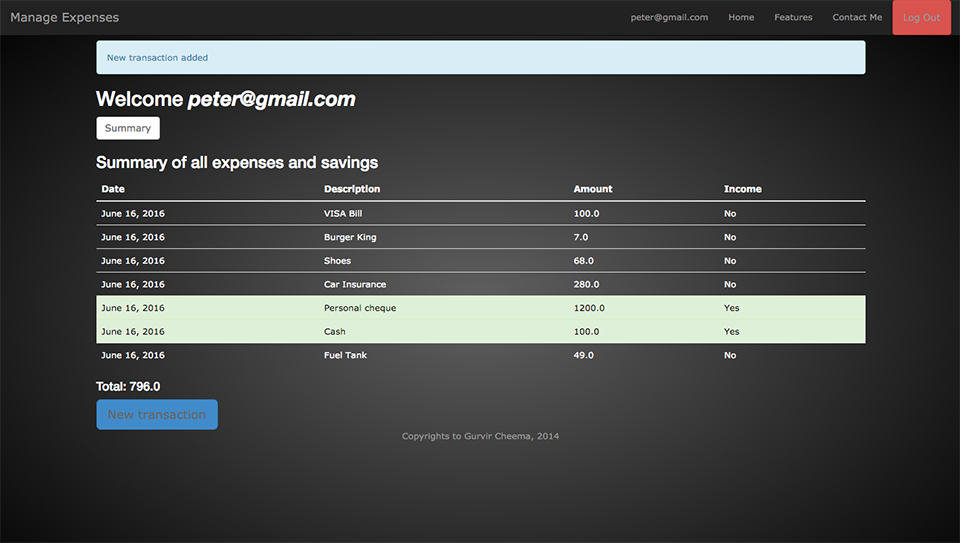 Manage Expenses peter@gmail.com Home Features Contact Me Log Out
New transaction added
Welcome peter@gmail.com
Summary
Summary of all expenses and savings
Date Description Amount Income
June 16, 2016 VISA Bill 100.0 No
June 16, 2016 Burger King 7.0 No
June 16, 2016 Shoes 68.0 No
June 16, 2016 Car Insurance 280.0 No
June 16, 2016 Personal cheque 1200.0 Yes
June 16, 2016 Cash 100.0 Yes
June 16, 2016 Fuel Tank 49.0 No
Total: 796.0
New transaction
Copyrights to Gurvir Cheema, 2014